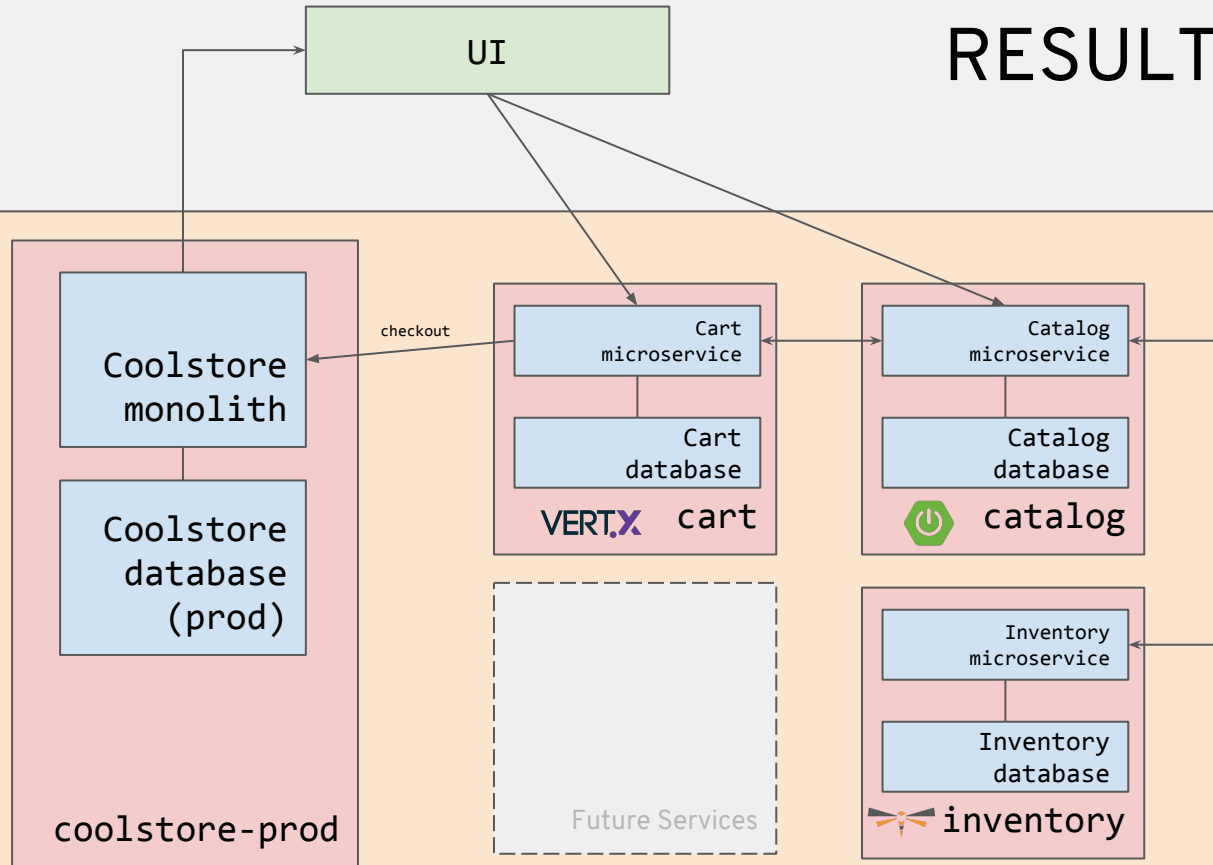 UI
RESULT
checkout
Coolstore
monolith
Coolstore
database
(prod)
coolstore-prod
Cart
microservice
Cart
database
VERT.X cart
Catalog
microservice
Catalog
database
catalog
Future Services
Inventory
microservice
Inventory
database
inventory